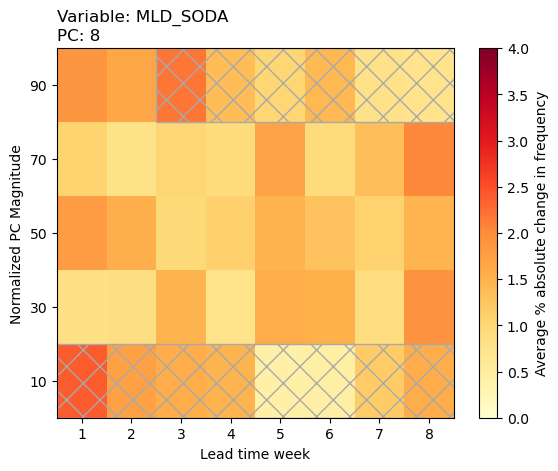 Variable: MLD_SODA
PC: 8
90
70
50
30
10
Normalized PC Magnitude
1 2 3 4 5 6 7 8
Lead time week
4.0
3.5
3.0
2.5
2.0
1.5
1.0
0.5
0.0
Average % absolute change in frequency